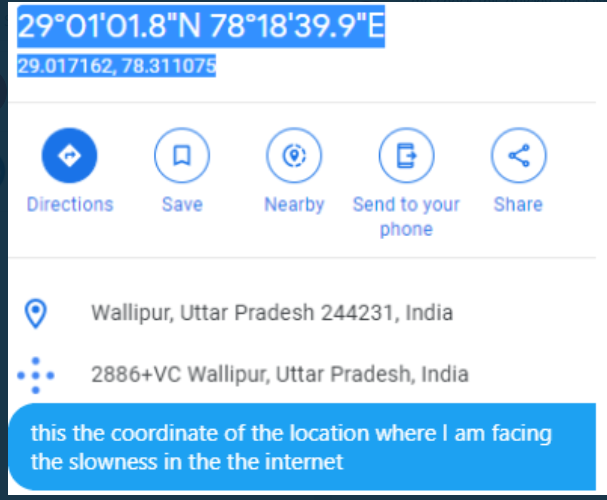 29°01'01.8"N 78°18'39.9"E
29.017162, 78.311075
Directions
Save
Nearby
Send to your
phone
Share
Wallipur, Uttar Pradesh 244231, India
2886+VC Wallipur, Uttar Pradesh, India
this the coordinate of the location where I am facing
the slowness in the the internet